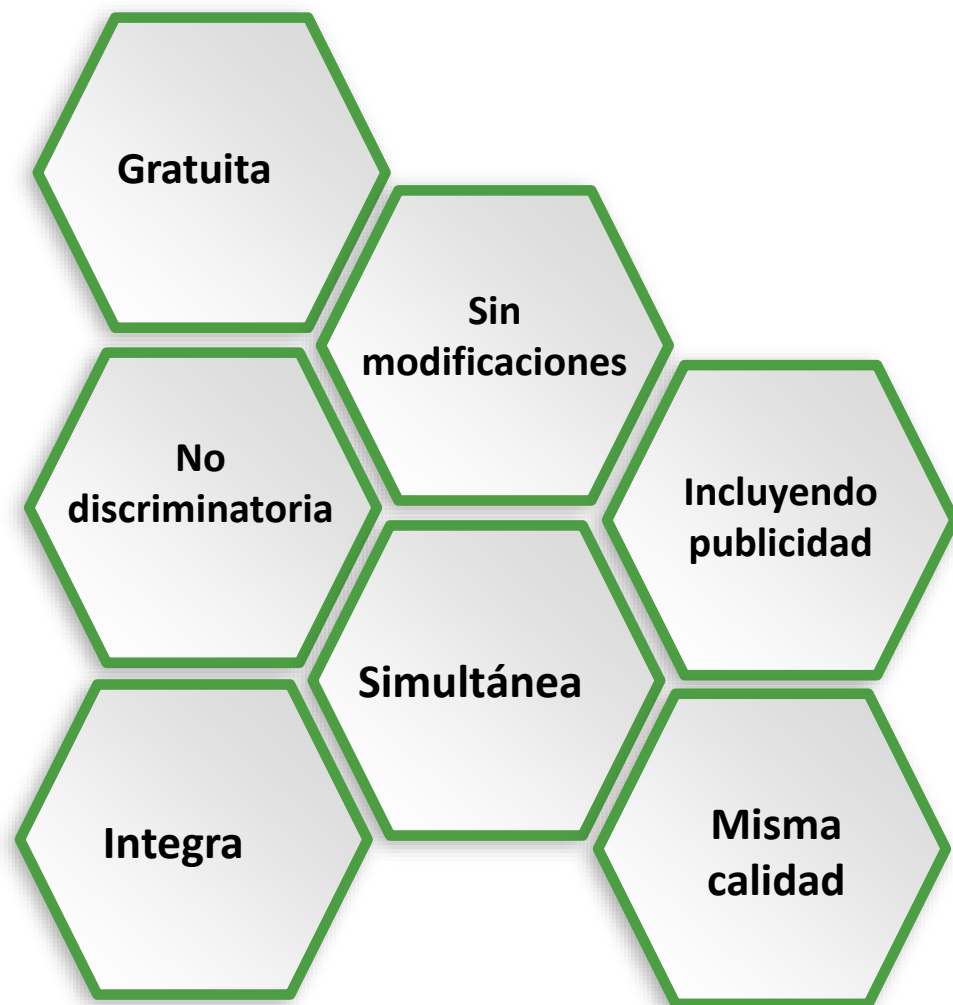 Gratuita
Sin
modificaciones
No
discriminatoria
Incluyendo
publicidad
Simultánea
Integra
Misma
calidad